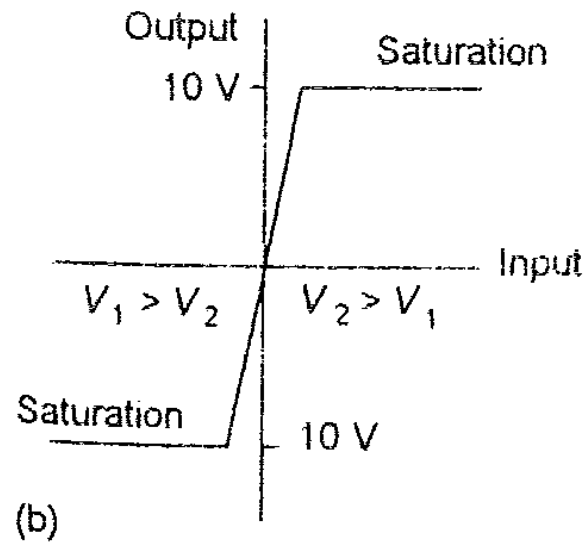 Output
Saturation
10 V
Input
V₁ > V₂
V₂ > V₁
Saturation
10 V
(b)